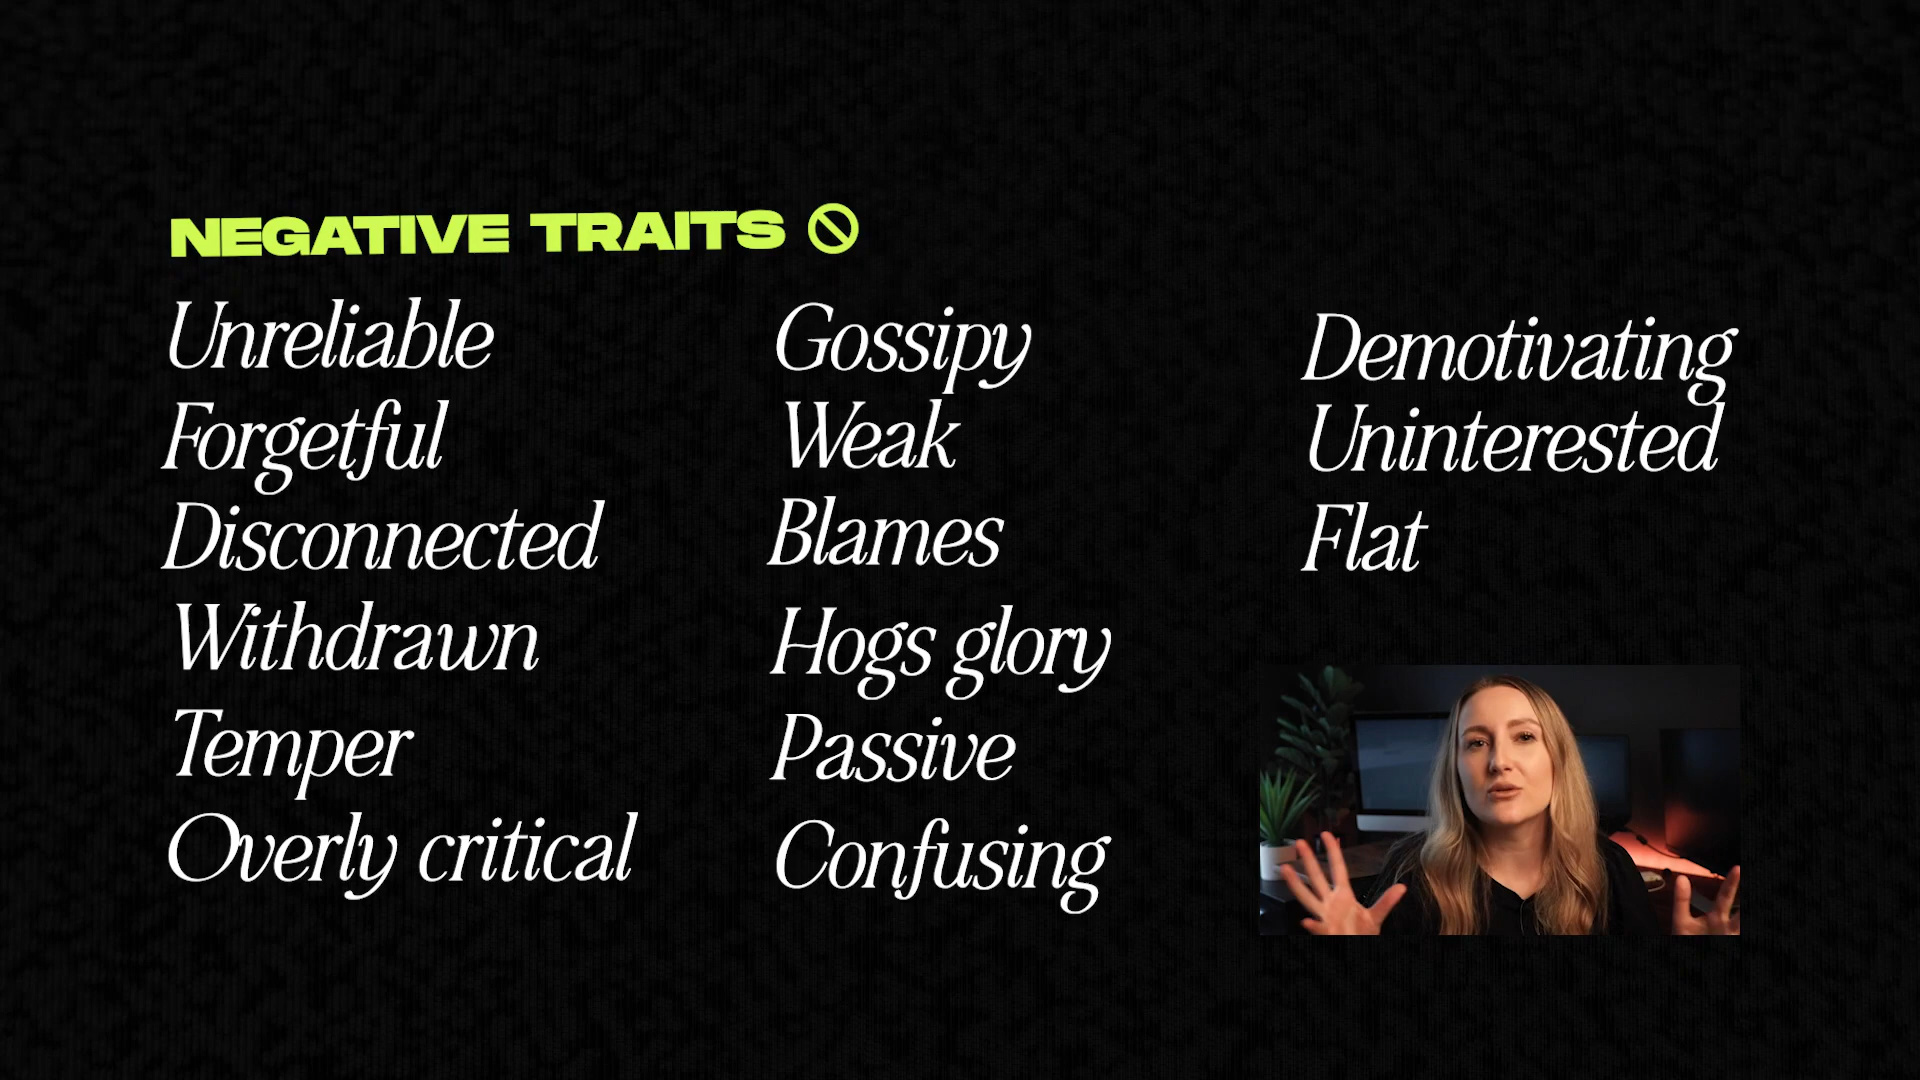 NEGATIVE TRAITS
Unreliable
Forgetful
Disconnected
Withdrawn
Temper
Overly critical
Gossipy
Weak
Blames
Hogs glory
Passive
Confusing
Demotivating
Uninterested
Flat